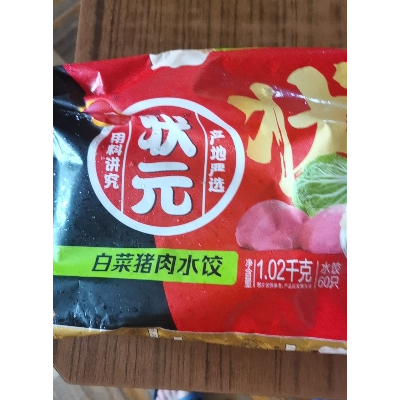 状元
用料讲究
产地严选
白菜猪肉水饺
净含量 1.02千克
水饺
60只